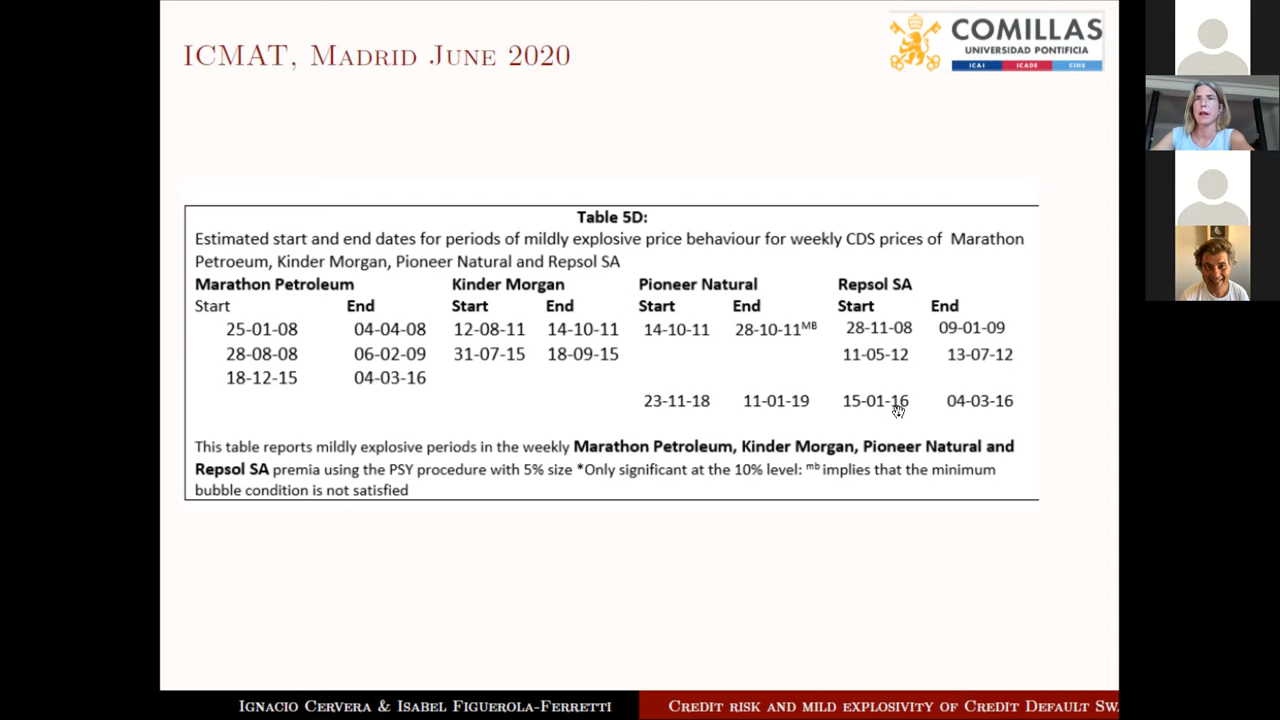 ICMAT, Madrid June 2020
COMILLAS
UNIVERSIDAD PONTIFICIA
ICAI ICADE CIHS
Table 5D:
Estimated start and end dates for periods of mildly explosive price behaviour for weekly CDS prices of Marathon
Petroeum, Kinder Morgan, Pioneer Natural and Repsol SA
Marathon Petroleum Kinder Morgan Pioneer Natural Repsol SA
Start End Start End Start End Start End
25-01-08 04-04-08 12-08-11 14-10-11 14-10-11 28-10-11MB 28-11-08 09-01-09
28-08-08 06-02-09 31-07-15 18-09-15 11-05-12 13-07-12
18-12-15 04-03-16
23-11-18 11-01-19 15-01-16 04-03-16
This table reports mildly explosive periods in the weekly Marathon Petroleum, Kinder Morgan, Pioneer Natural and
Repsol SA premia using the PSY procedure with 5% size *Only significant at the 10% level: mb implies that the minimum
bubble condition is not satisfied
Ignacio Cervera & Isabel Figuerola-Ferretti Credit risk and mild explosivity of Credit Default Sw